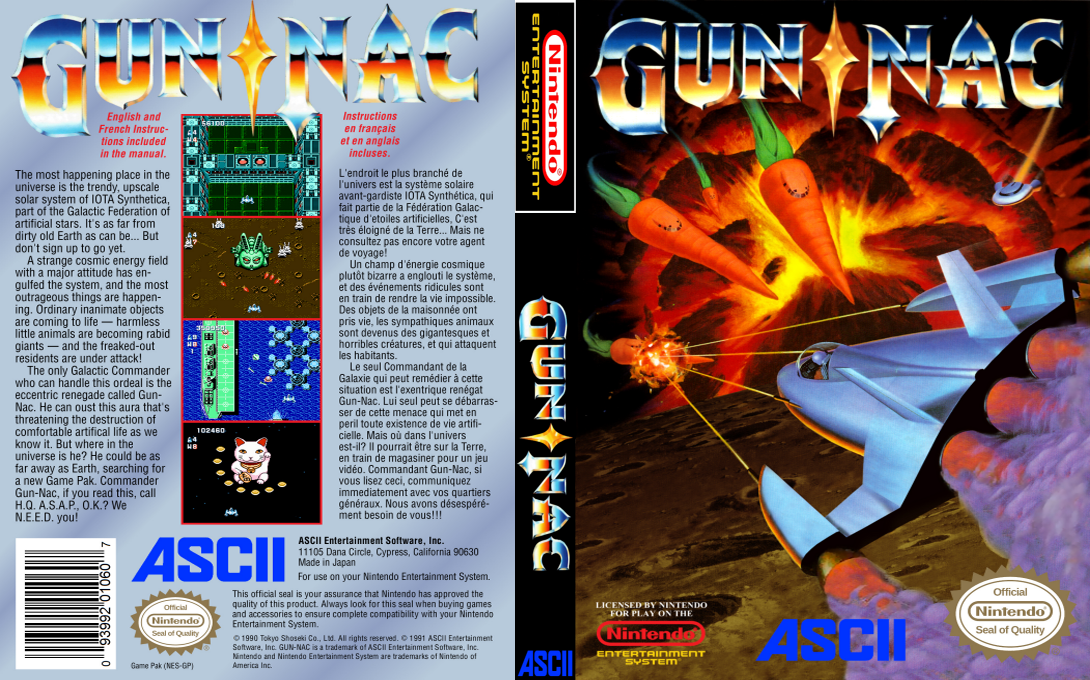 GUN NAC
English and
French Instruc-
tions included
in the manual.
The most happening place in the
universe is the trendy, upscale
solar system of IOTA Synthetica,
part of the Galactic Federation of
artificial stars. It's as far from
dirty old Earth as can be... But
don't sign up to go yet.
A strange cosmic energy field
with a major attitude has en-
gulfed the system, and the most
outrageous things are happen-
ing. Ordinary inanimate objects
are coming to life — harmless
little animals are becoming rabid
giants — and the freaked-out
residents are under attack!
The only Galactic Commander
who can handle this ordeal is the
eccentric renegade called Gun-
Nac. He can oust this aura that's
threatening the destruction of
comfortable artifical life as we
know it. But where in the
universe is he? He could be as
far away as Earth, searching for
a new Game Pak. Commander
Gun-Nac, if you read this, call
H.Q. A.S.A.P., O.K.? We
N.E.E.D. you!
102460
Instructions
en français
et en anglais
incluses.
L'endroit le plus branché de
l'univers est la système solaire
avant-gardiste IOTA Synthética, qui
fait partie de la Fédération Galac-
tique d'etoiles artificielles, C'est
très éloigné de la Terre... Mais ne
consultez pas encore votre agent
de voyage!
Un champ d'énergie cosmique
plutôt bizarre a englouti le système,
et des événements ridicules sont
en train de rendre la vie impossible.
Des objets de la maisonnée ont
pris vie, les sympathiques animaux
sont devenus des gigantesques et
horribles créatures, et qui attaquent
les habitants.
Le seul Commandant de la
Galaxie qui peut remédier à cette
situation est l'exentrique renégat
Gun-Nac. Lui seul peut se débarras-
ser de cette menace qui met en
peril toute existence de vie artifi-
cielle. Mais où dans l'univers
est-il? Il pourrait être sur la Terre,
en train de magasiner pour un jeu
vidéo. Commandant Gun-Nac, si
vous lisez ceci, communiquez
immediatement avec vos quartiers
généraux. Nous avons désespéré-
ment besoin de vous!!!
0 93992 01060 7
ASCII
ASCII Entertainment Software, Inc.
11105 Dana Circle, Cypress, California 90630
Made in Japan
For use on your Nintendo Entertainment System.
Official
Nintendo
Seal of Quality
This official seal is your assurance that Nintendo has approved the
quality of this product. Always look for this seal when buying games
and accessories to ensure complete compatibility with your Nintendo
Entertainment System.
© 1990 Tokyo Shoseki Co., Ltd. All rights reserved. © 1991 ASCII Entertainment
Software, Inc. GUN-NAC is a trademark of ASCII Entertainment Software, Inc.
Nintendo and Nintendo Entertainment System are trademarks of Nintendo of
America Inc.
Game Pak (NES-GP)
Nintendo
ENTERTAINMENT
SYSTEM®
GUN NAC
ASCII
GUN NAC
LICENSED BY NINTENDO
FOR PLAY ON THE
Nintendo
ENTERTAINMENT
SYSTEM
ASCII
Official
Nintendo
Seal of Quality